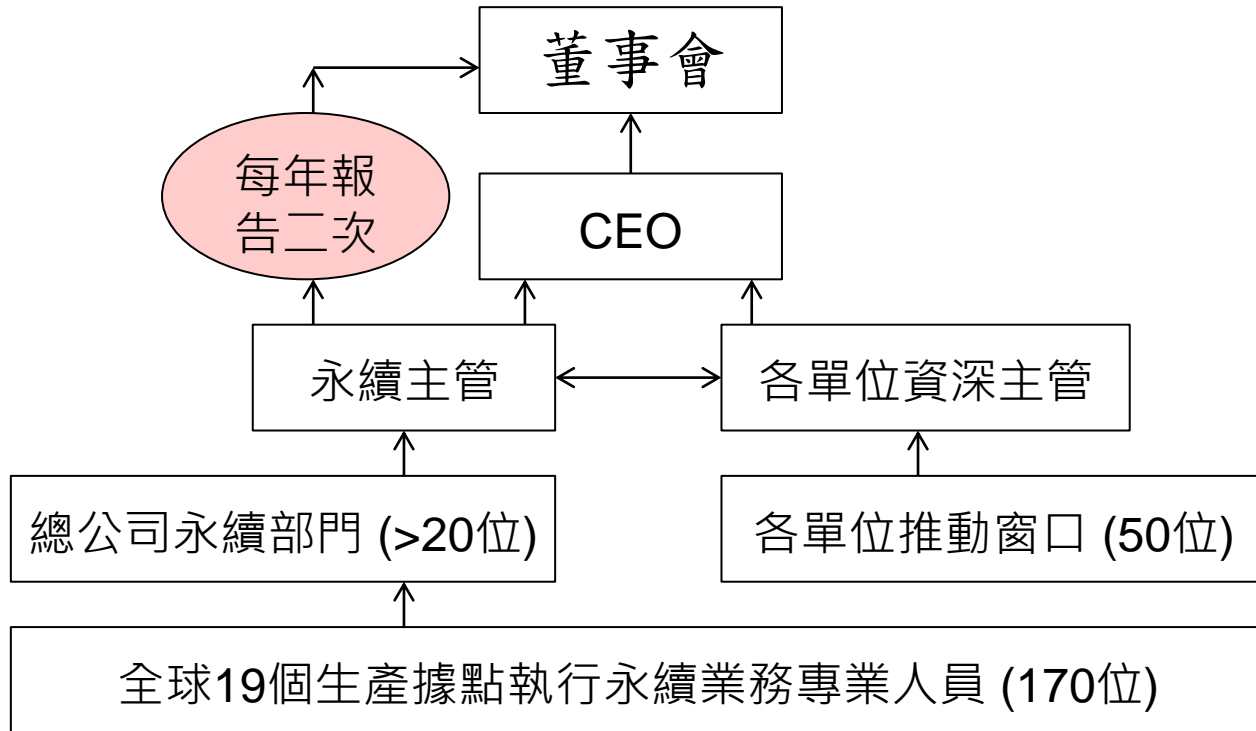 董事會
每年報
告二次
CEO
永續主管
各單位資深主管
總公司永續部門 (>20位)
各單位推動窗口 (50位)
全球19個生產據點執行永續業務專業人員 (170位)